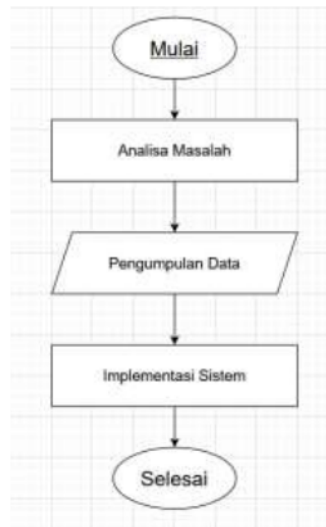 Mulai
Analisa Masalah
Pengumpulan Data
Implementasi Sistem
Selesai